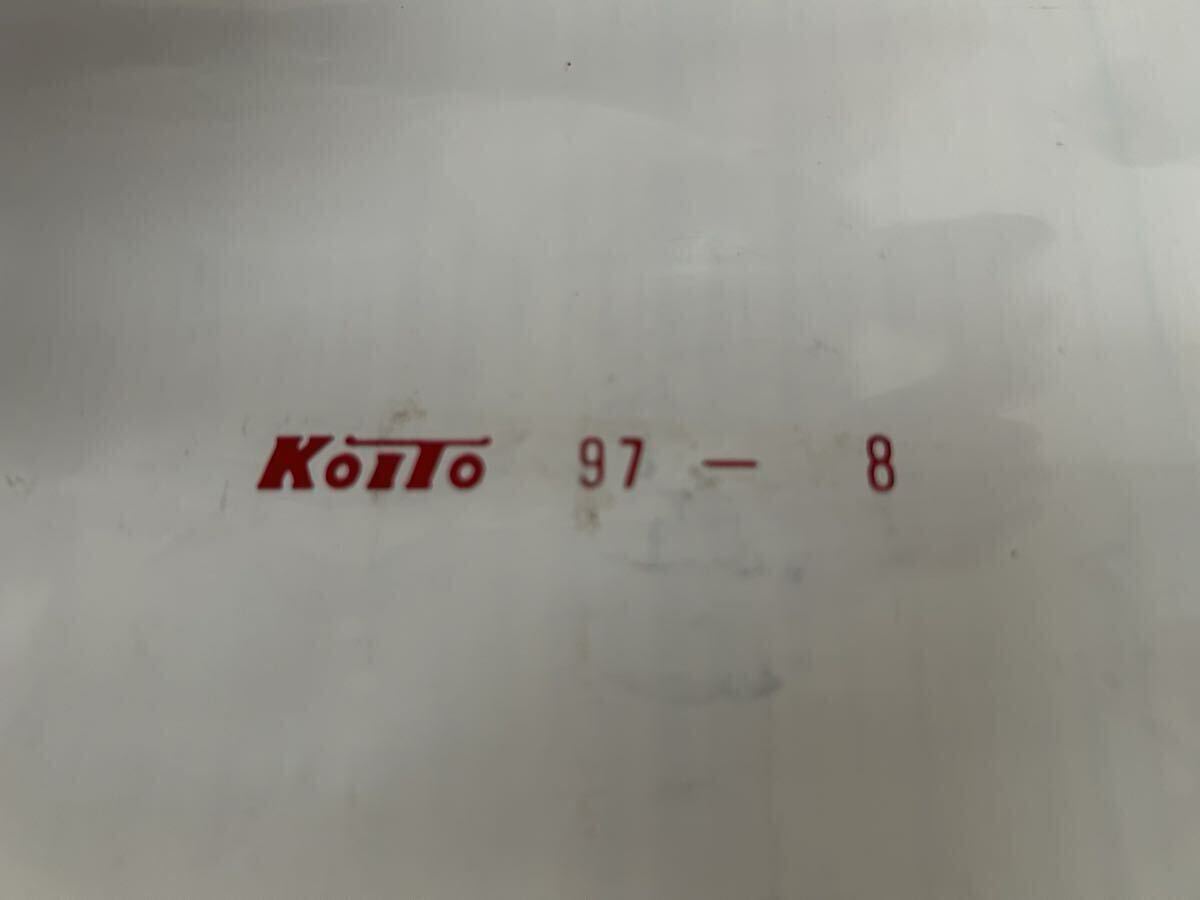 KOITO 97 — 8